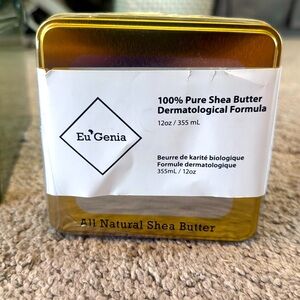 Eu'Genia
100% Pure Shea Butter
Dermatological Formula
12oz / 355 mL
Beurre de karité biologique
Formule dermatologique
355mL / 12oz
All Natural Shea Butter